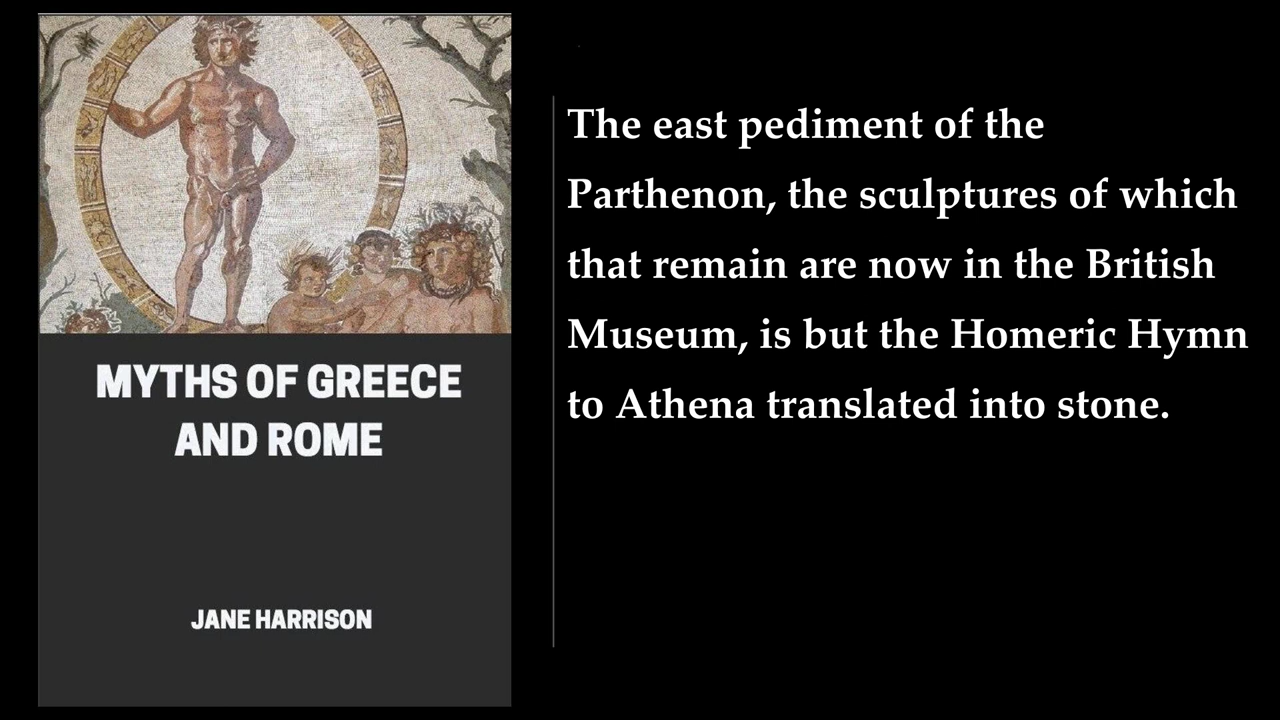 MYTHS OF GREECE
AND ROME
JANE HARRISON
The east pediment of the
Parthenon, the sculptures of which
that remain are now in the British
Museum, is but the Homeric Hymn
to Athena translated into stone.